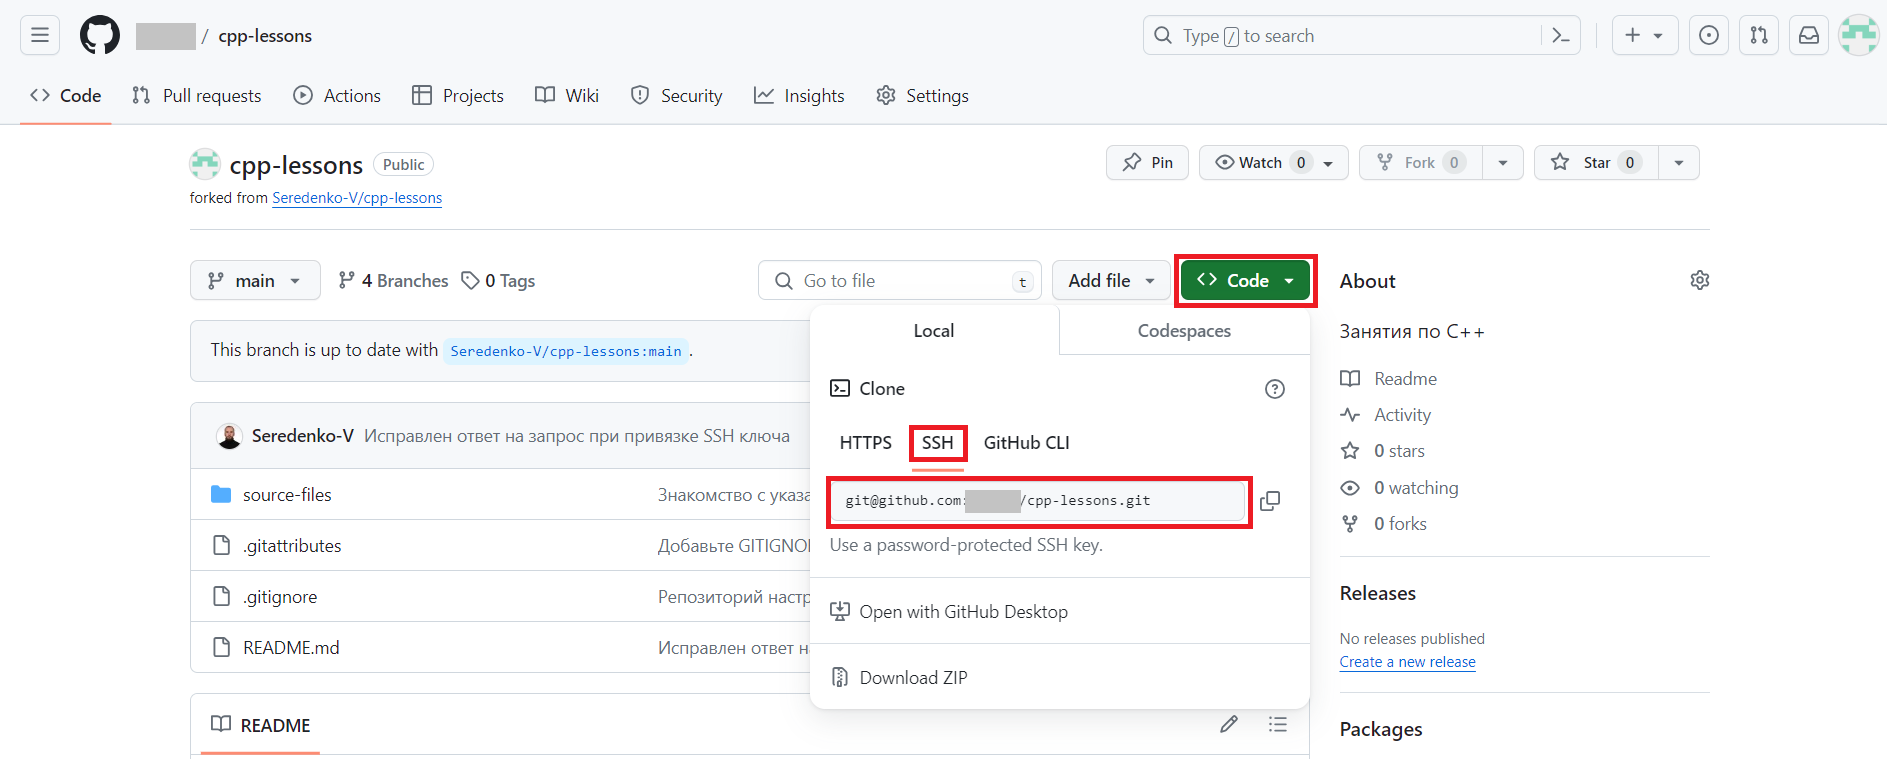 / cpp-lessons
Type / to search
Code Pull requests Actions Projects Wiki Security Insights Settings
cpp-lessons Public
Pin Watch 0 Fork 0 Star 0
forked from Seredenko-V/cpp-lessons
main 4 Branches 0 Tags Go to file t Add file Code
Local Codespaces
This branch is up to date with Seredenko-V/cpp-lessons:main.
Clone
HTTPS SSH GitHub CLI
git@github.com: /cpp-lessons.git
Use a password-protected SSH key.
Open with GitHub Desktop
Download ZIP
Seredenko-V Исправлен ответ на запрос при привязке SSH ключа
source-files Знакомство с указа
.gitattributes Добавьте GITIGNO
.gitignore Репозиторий настр
README.md Исправлен ответ н
README
About
Занятия по C++
Readme
Activity
0 stars
0 watching
0 forks
Releases
No releases published
Create a new release
Packages